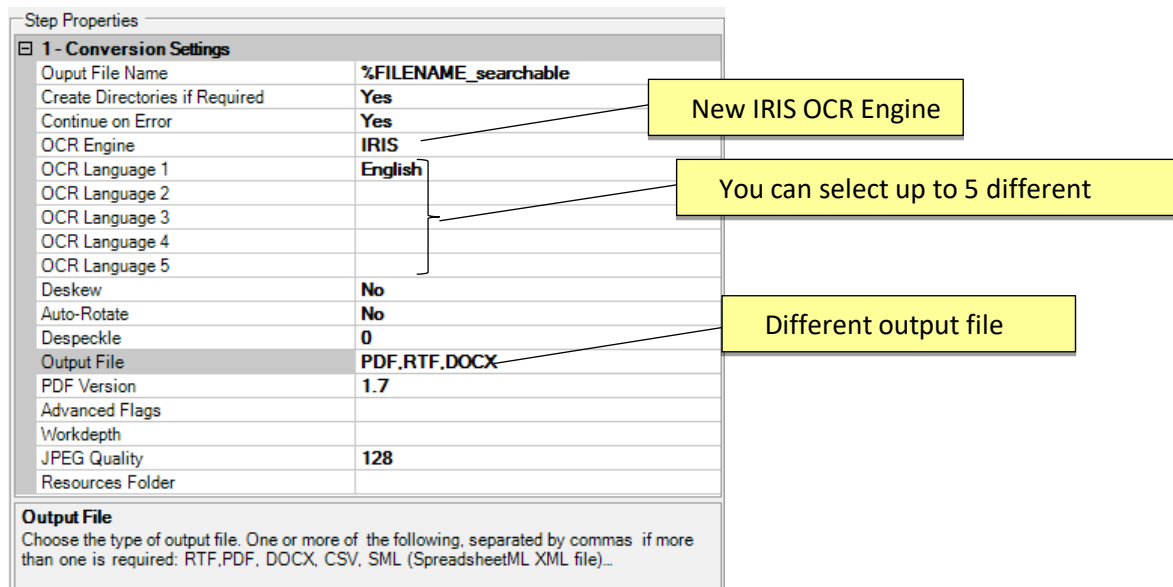 Step Properties
1 - Conversion Settings
Ouput File Name %FILENAME_searchable
Create Directories if Required Yes
Continue on Error Yes
OCR Engine IRIS
OCR Language 1 English
OCR Language 2
OCR Language 3
OCR Language 4
OCR Language 5
Deskew No
Auto-Rotate No
Despeckle 0
Output File PDF,RTF,DOCX
PDF Version 1.7
Advanced Flags
Workdepth
JPEG Quality 128
Resources Folder
Output File
Choose the type of output file. One or more of the following, separated by commas if more
than one is required: RTF,PDF, DOCX, CSV, SML (SpreadsheetML XML file)...
New IRIS OCR Engine
You can select up to 5 different
Different output file